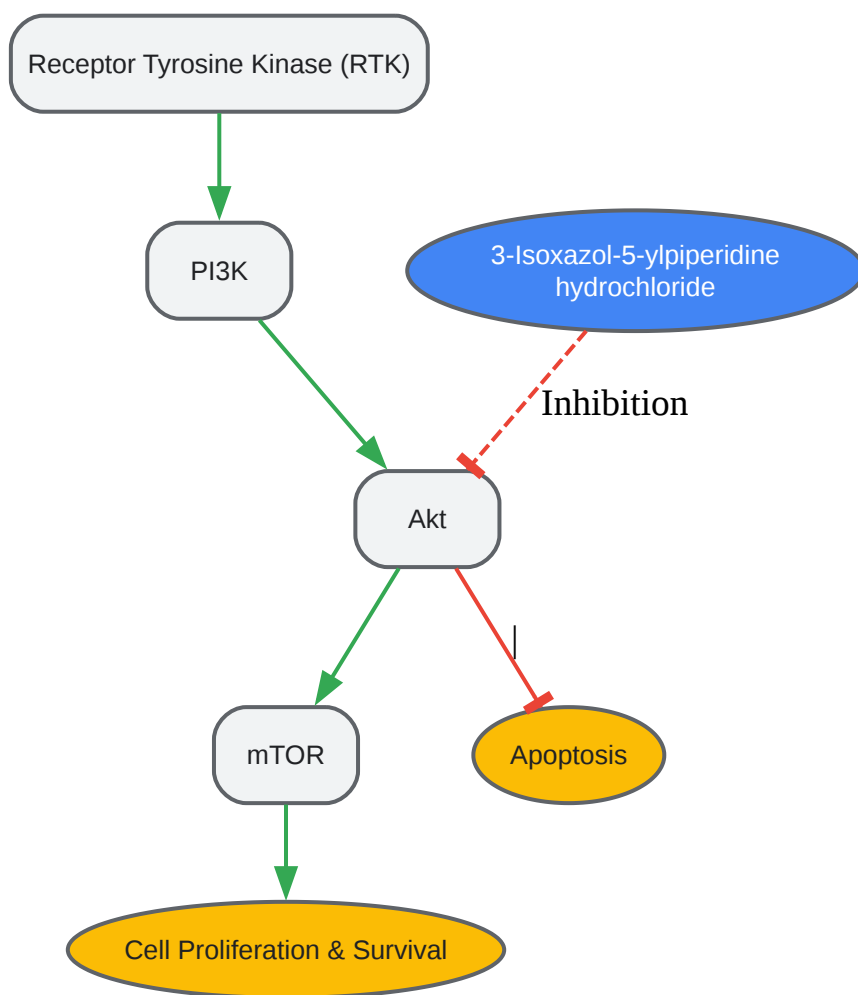 Receptor Tyrosine Kinase (RTK)
PI3K
3-Isoxazol-5-ylpiperidine
hydrochloride
Inhibition
Akt
|
mTOR
Apoptosis
Cell Proliferation & Survival